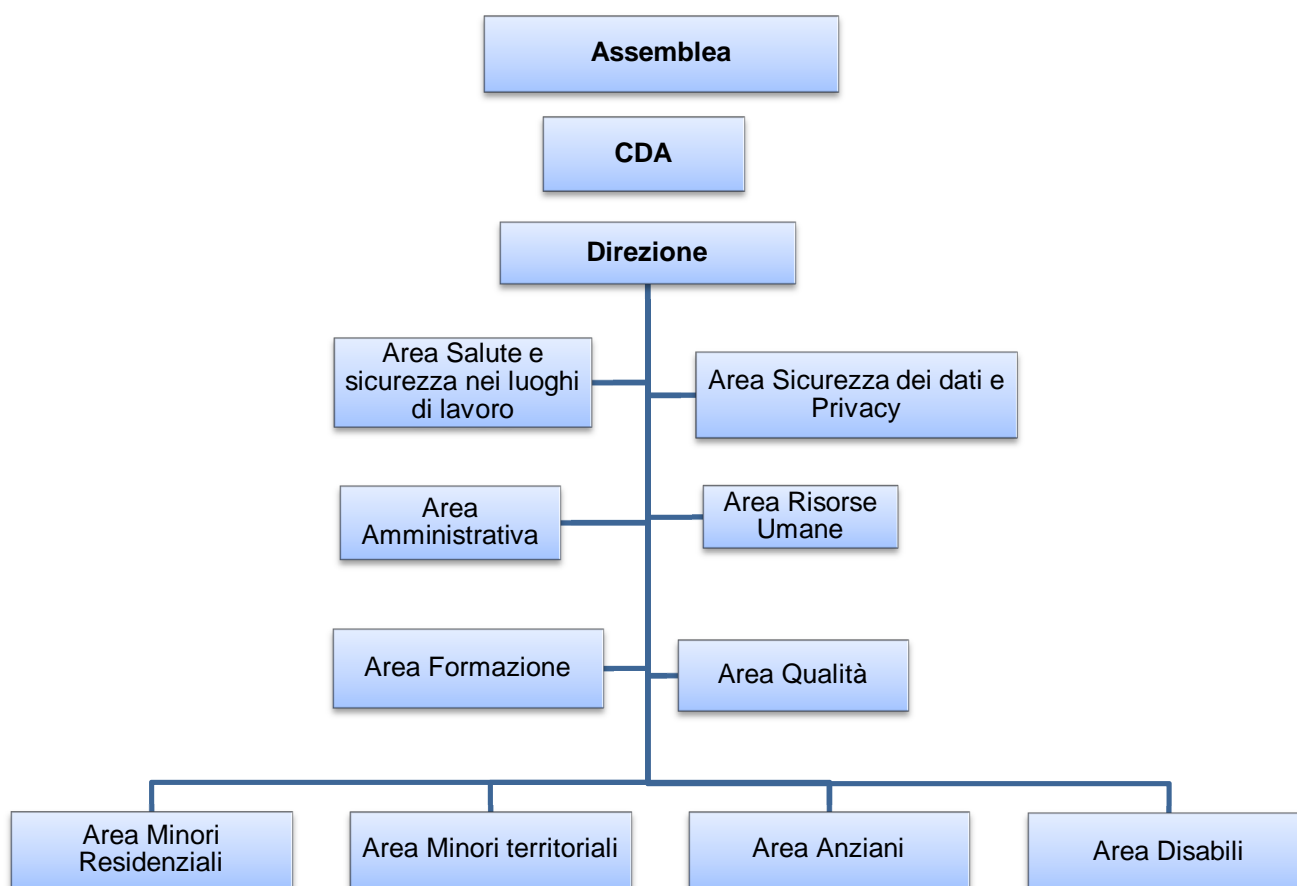 Assemblea
CDA
Direzione
Area Salute e
sicurezza nei luoghi
di lavoro
Area Sicurezza dei dati e
Privacy
Area
Amministrativa
Area Risorse
Umane
Area Formazione
Area Qualità
Area Minori
Residenziali
Area Minori territoriali
Area Anziani
Area Disabili